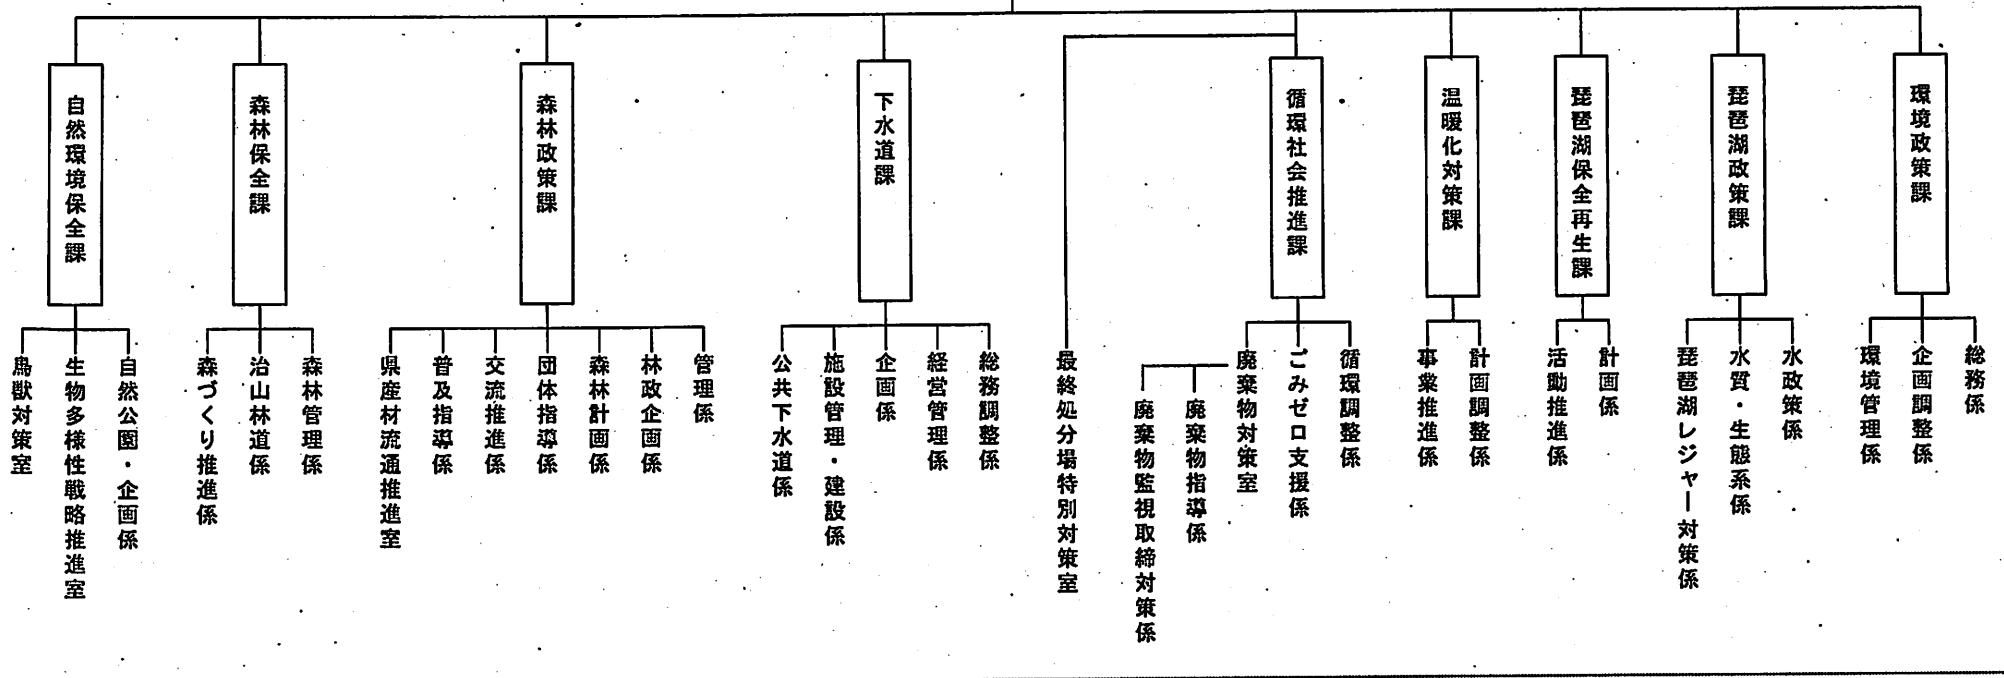 環境政策課
総務係
企画調整係
環境管理係
琵琶湖政策課
水政策係
水質・生態系係
琵琶湖レジャー対策係
琵琶湖保全再生課
計画係
活動推進係
温暖化対策課
計画調整係
事業推進係
循環社会推進課
循環調整係
ごみゼロ支援係
廃棄物対策室
廃棄物指導係
廃棄物監視取締対策係
最終処分場特別対策室
下水道課
総務調整係
経営管理係
企画係
施設管理・建設係
公共下水道係
森林政策課
管理係
林政企画係
森林計画係
団体指導係
交流推進係
普及指導係
県産材流通推進室
森林保全課
森林管理係
治山林道係
森づくり推進係
自然環境保全課
自然公園・企画係
生物多様性戦略推進室
鳥獣対策室